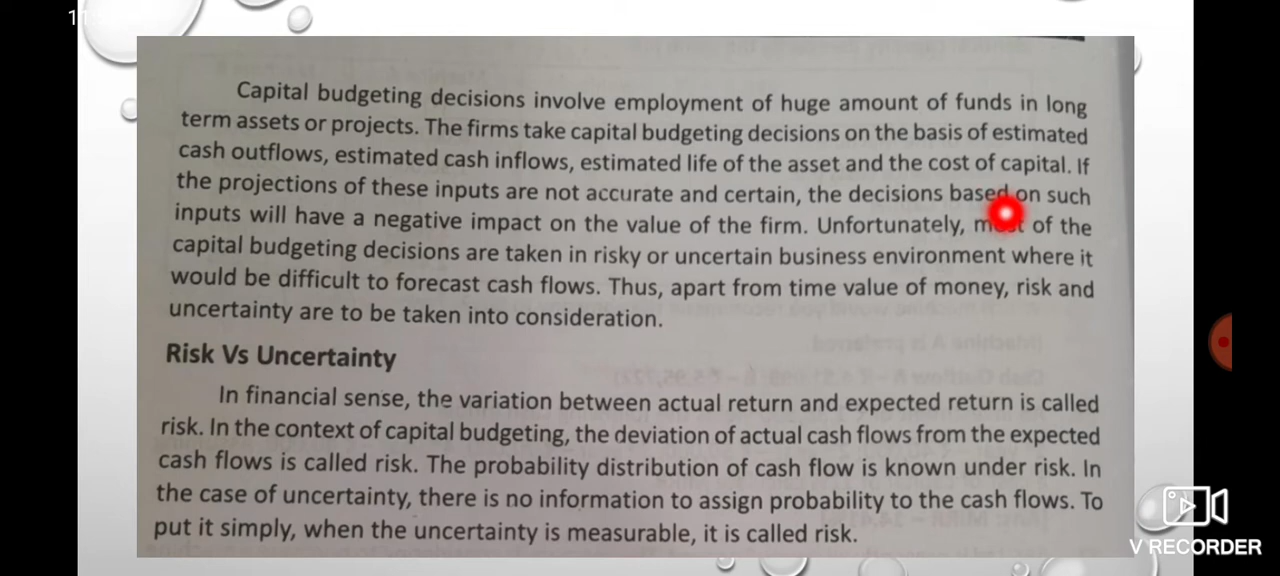 Capital budgeting decisions involve employment of huge amount of funds in long
term assets or projects. The firms take capital budgeting decisions on the basis of estimated
cash outflows, estimated cash inflows, estimated life of the asset and the cost of capital. If
the projections of these inputs are not accurate and certain, the decisions based on such
inputs will have a negative impact on the value of the firm. Unfortunately, most of the
capital budgeting decisions are taken in risky or uncertain business environment where it
would be difficult to forecast cash flows. Thus, apart from time value of money, risk and
uncertainty are to be taken into consideration.
Risk Vs Uncertainty
In financial sense, the variation between actual return and expected return is called
risk. In the context of capital budgeting, the deviation of actual cash flows from the expected
cash flows is called risk. The probability distribution of cash flow is known under risk. In
the case of uncertainty, there is no information to assign probability to the cash flows. To
put it simply, when the uncertainty is measurable, it is called risk.
V RECORDER